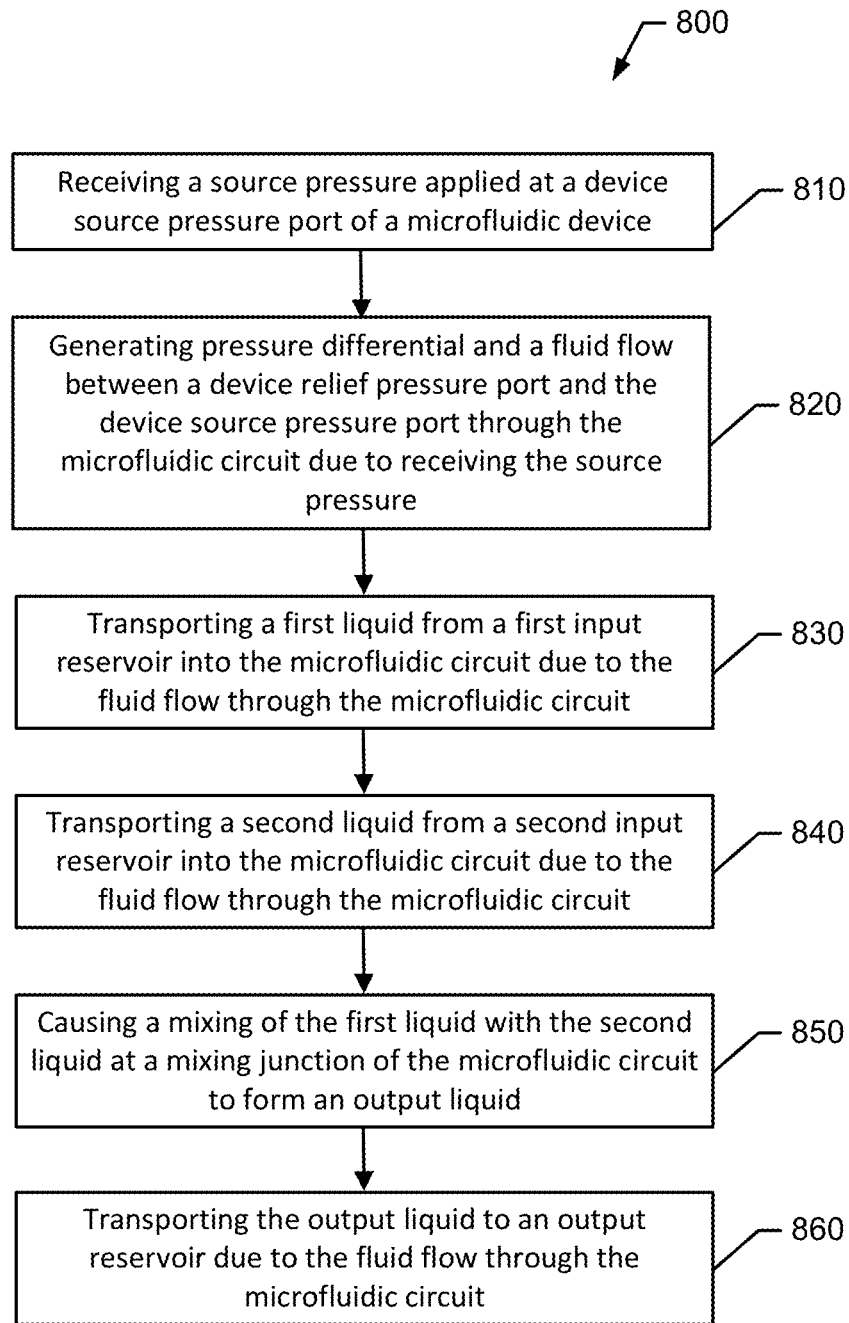 800
Receiving a source pressure applied at a device
source pressure port of a microfluidic device
810
Generating pressure differential and a fluid flow
between a device relief pressure port and the
device source pressure port through the
microfluidic circuit due to receiving the source
pressure
820
Transporting a first liquid from a first input
reservoir into the microfluidic circuit due to the
fluid flow through the microfluidic circuit
830
Transporting a second liquid from a second input
reservoir into the microfluidic circuit due to the
fluid flow through the microfluidic circuit
840
Causing a mixing of the first liquid with the second
liquid at a mixing junction of the microfluidic circuit
to form an output liquid
850
Transporting the output liquid to an output
reservoir due to the fluid flow through the
microfluidic circuit
860